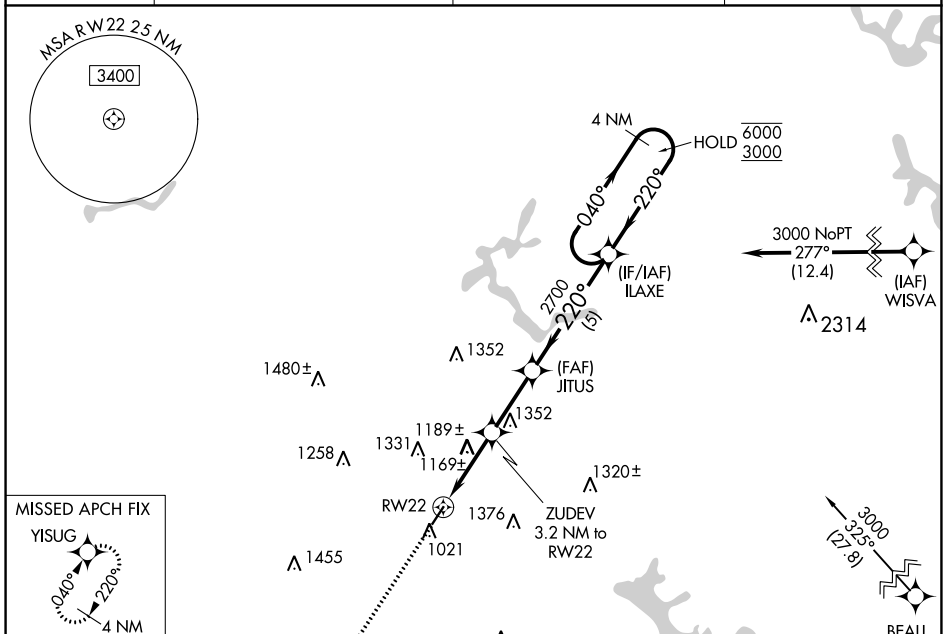 MSA RW22 25 NM
3400
4 NM
HOLD
6000
3000
040°
220°
(IF/IAF)
ILAXE
3000 NoPT
277°
(12.4)
(IAF)
WISVA
2314
2700
220°
(5)
1352
(FAF)
JITUS
1480±
1352
1189±
1331
1258
1169±
1320±
RW22
1376
ZUDEV
3.2 NM to
RW22
1021
1455
MISSED APCH FIX
YISUG
040°
220°
4 NM
3000
325°
(27.8)